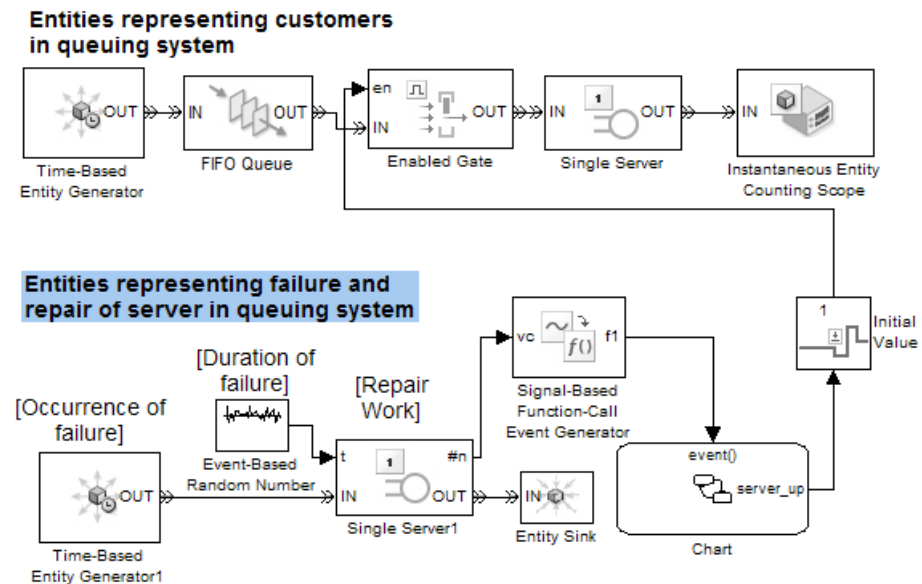 Entities representing customers
in queuing system
OUT
Time-Based
Entity Generator
IN
OUT
FIFO Queue
en
IN
OUT
Enabled Gate
IN
1
OUT
Single Server
IN
Instantaneous Entity
Counting Scope
Entities representing failure and
repair of server in queuing system
1
Initial
Value
vc
f()
f1
Signal-Based
Function-Call
Event Generator
[Duration of
failure]
[Repair
Work]
[Occurrence of
failure]
Event-Based
Random Number
OUT
Time-Based
Entity Generator1
t
1
#n
IN
OUT
Single Server1
IN
Entity Sink
event()
server_up
Chart